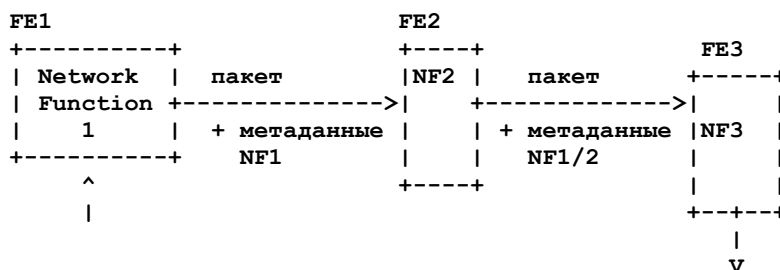 FE1 FE2
FE3
Network пакет NF2 пакет
Function
1 + метаданные + метаданные NF3
NF1 NF1/2